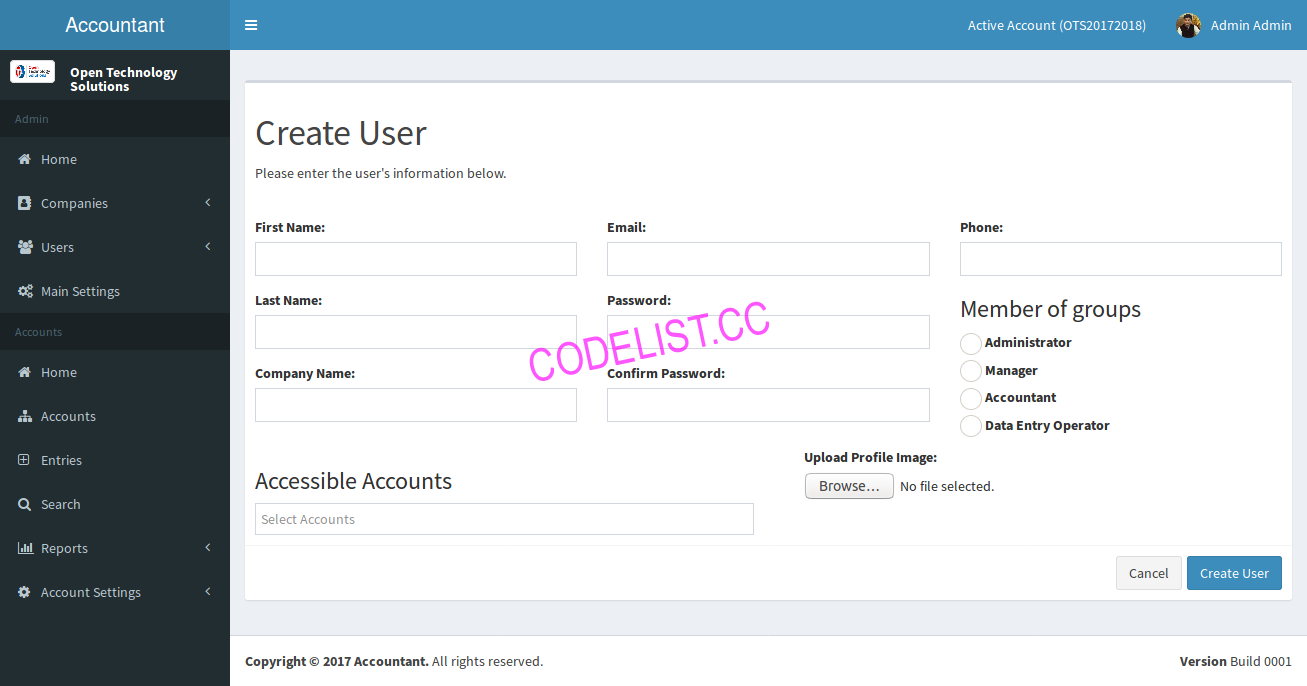 Accountant
Active Account (OTS20172018)
Admin Admin
Open Technology
Solutions
Admin
Home
Companies
Users
Main Settings
Accounts
Home
Accounts
Entries
Search
Reports
Account Settings
Create User
Please enter the user's information below.
First Name:
Email:
Phone:
Last Name:
Password:
Member of groups
Administrator
Manager
Accountant
Data Entry Operator
CODELIST.CC
Company Name:
Confirm Password:
Upload Profile Image:
Browse... No file selected.
Accessible Accounts
Select Accounts
Cancel
Create User
Copyright © 2017 Accountant. All rights reserved.
Version Build 0001